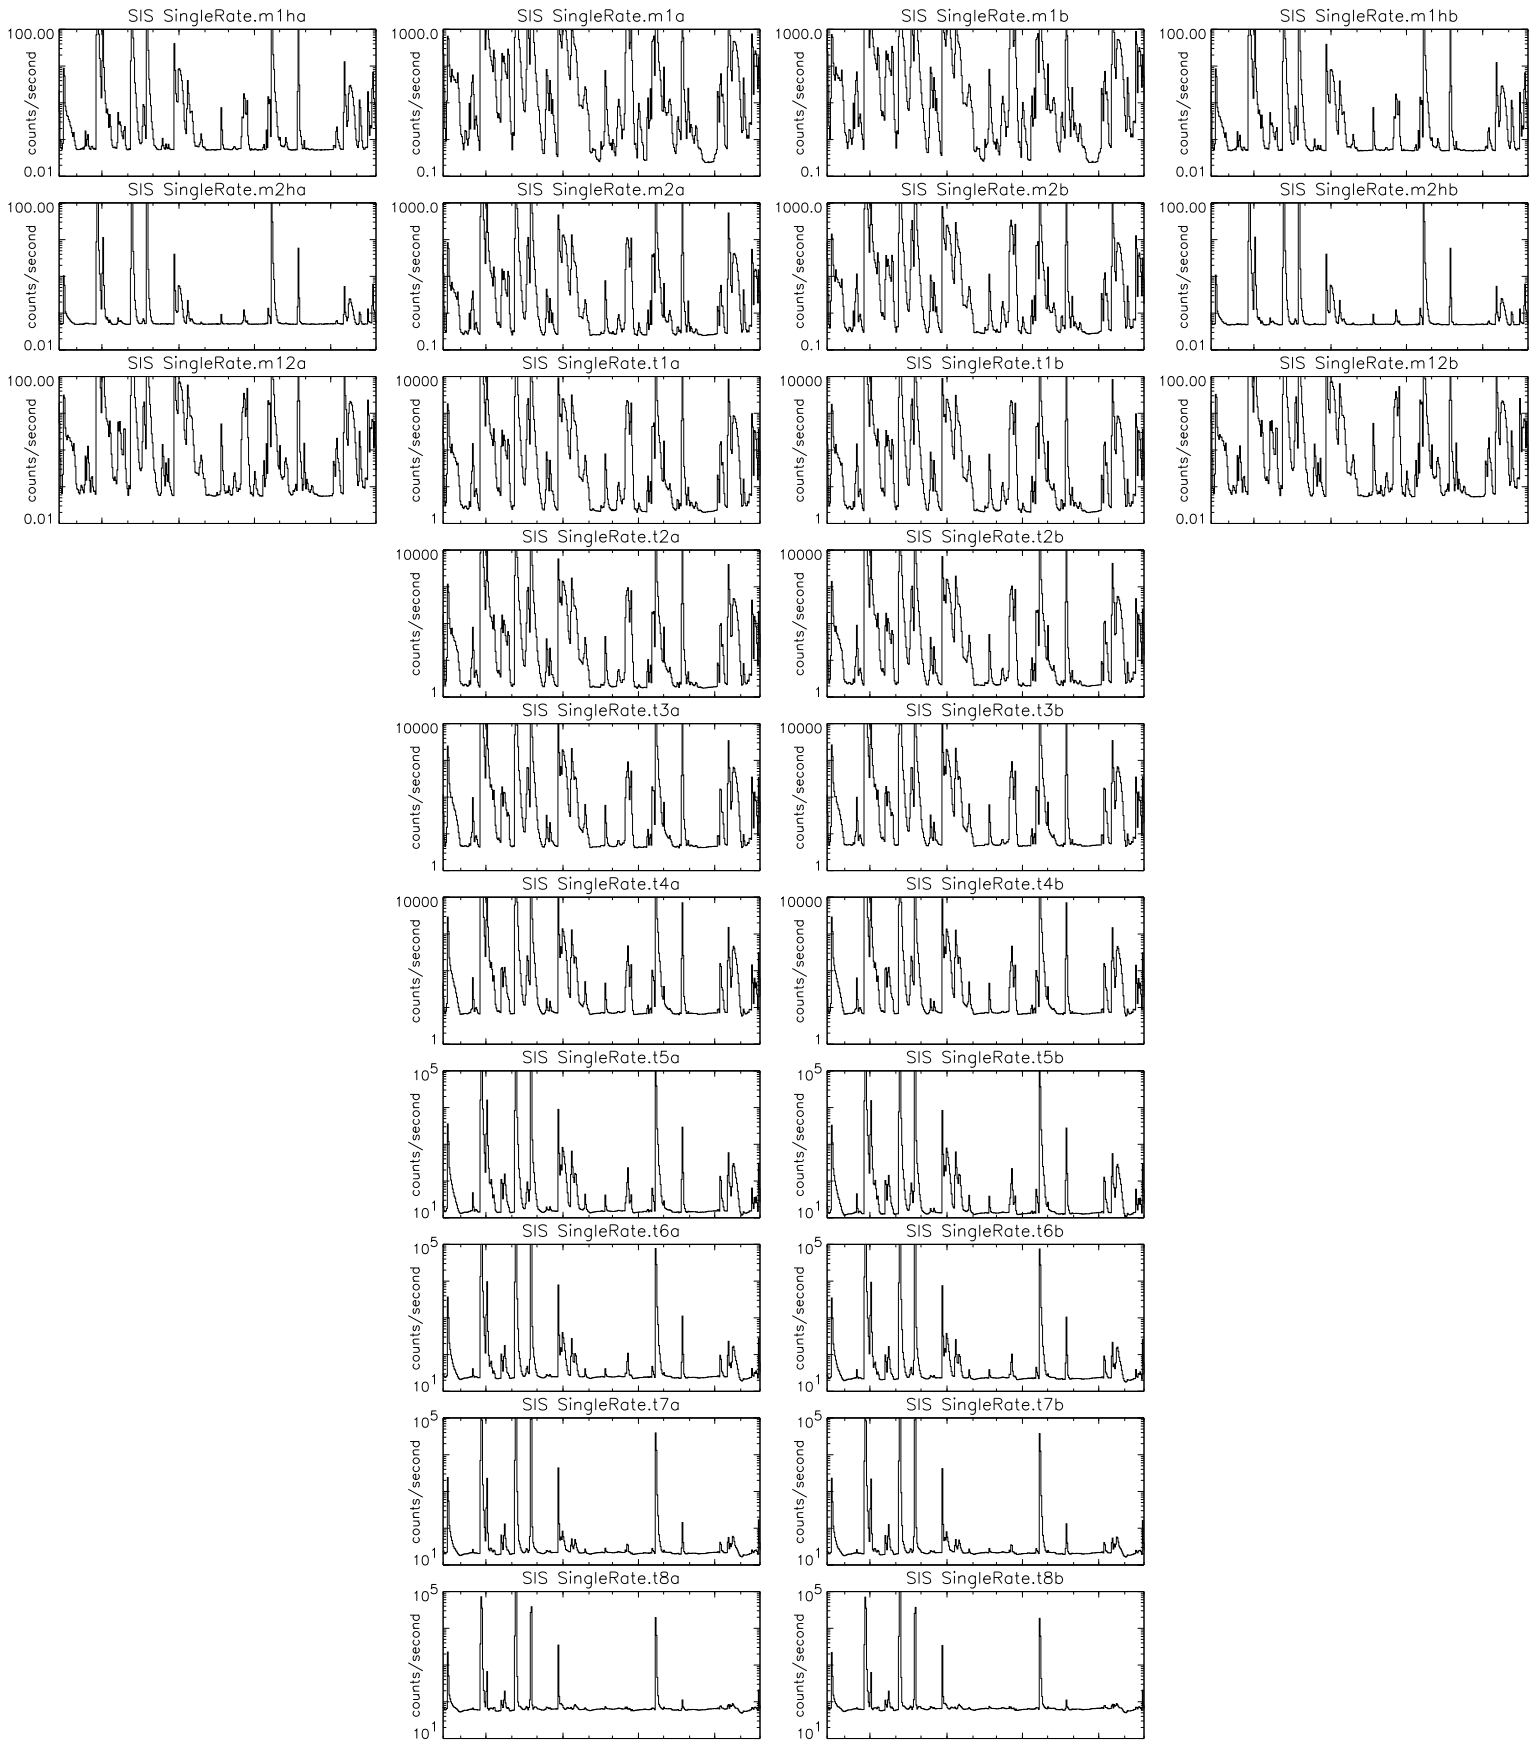 SIS SingleRate.m1ha
SIS SingleRate.m1a
SIS SingleRate.m1b
SIS SingleRate.m1hb
100.00
counts/second
0.01
1000.0
counts/second
0.1
1000.0
counts/second
0.1
100.00
counts/second
0.01
SIS SingleRate.m2ha
SIS SingleRate.m2a
SIS SingleRate.m2b
SIS SingleRate.m2hb
100.00
counts/second
0.01
1000.0
counts/second
0.1
1000.0
counts/second
0.1
100.00
counts/second
0.01
SIS SingleRate.m12a
SIS SingleRate.t1a
SIS SingleRate.t1b
SIS SingleRate.m12b
100.00
counts/second
0.01
10000
counts/second
1
10000
counts/second
1
100.00
counts/second
0.01
SIS SingleRate.t2a
SIS SingleRate.t2b
10000
counts/second
1
10000
counts/second
1
SIS SingleRate.t3a
SIS SingleRate.t3b
10000
counts/second
1
10000
counts/second
1
SIS SingleRate.t4a
SIS SingleRate.t4b
10000
counts/second
1
10000
counts/second
1
SIS SingleRate.t5a
SIS SingleRate.t5b
10^5
counts/second
10^1
10^5
counts/second
10^1
SIS SingleRate.t6a
SIS SingleRate.t6b
10^5
counts/second
10^1
10^5
counts/second
10^1
SIS SingleRate.t7a
SIS SingleRate.t7b
10^5
counts/second
10^1
10^5
counts/second
10^1
SIS SingleRate.t8a
SIS SingleRate.t8b
10^5
counts/second
10^1
10^5
counts/second
10^1